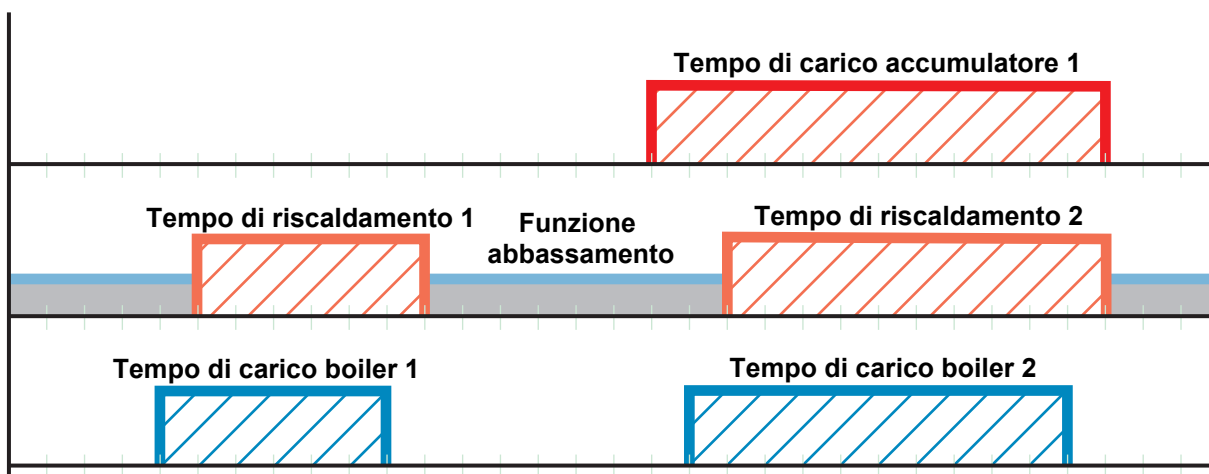 Tempo di carico accumulatore 1
Tempo di riscaldamento 1
Funzione
abbassamento
Tempo di riscaldamento 2
Tempo di carico boiler 1
Tempo di carico boiler 2